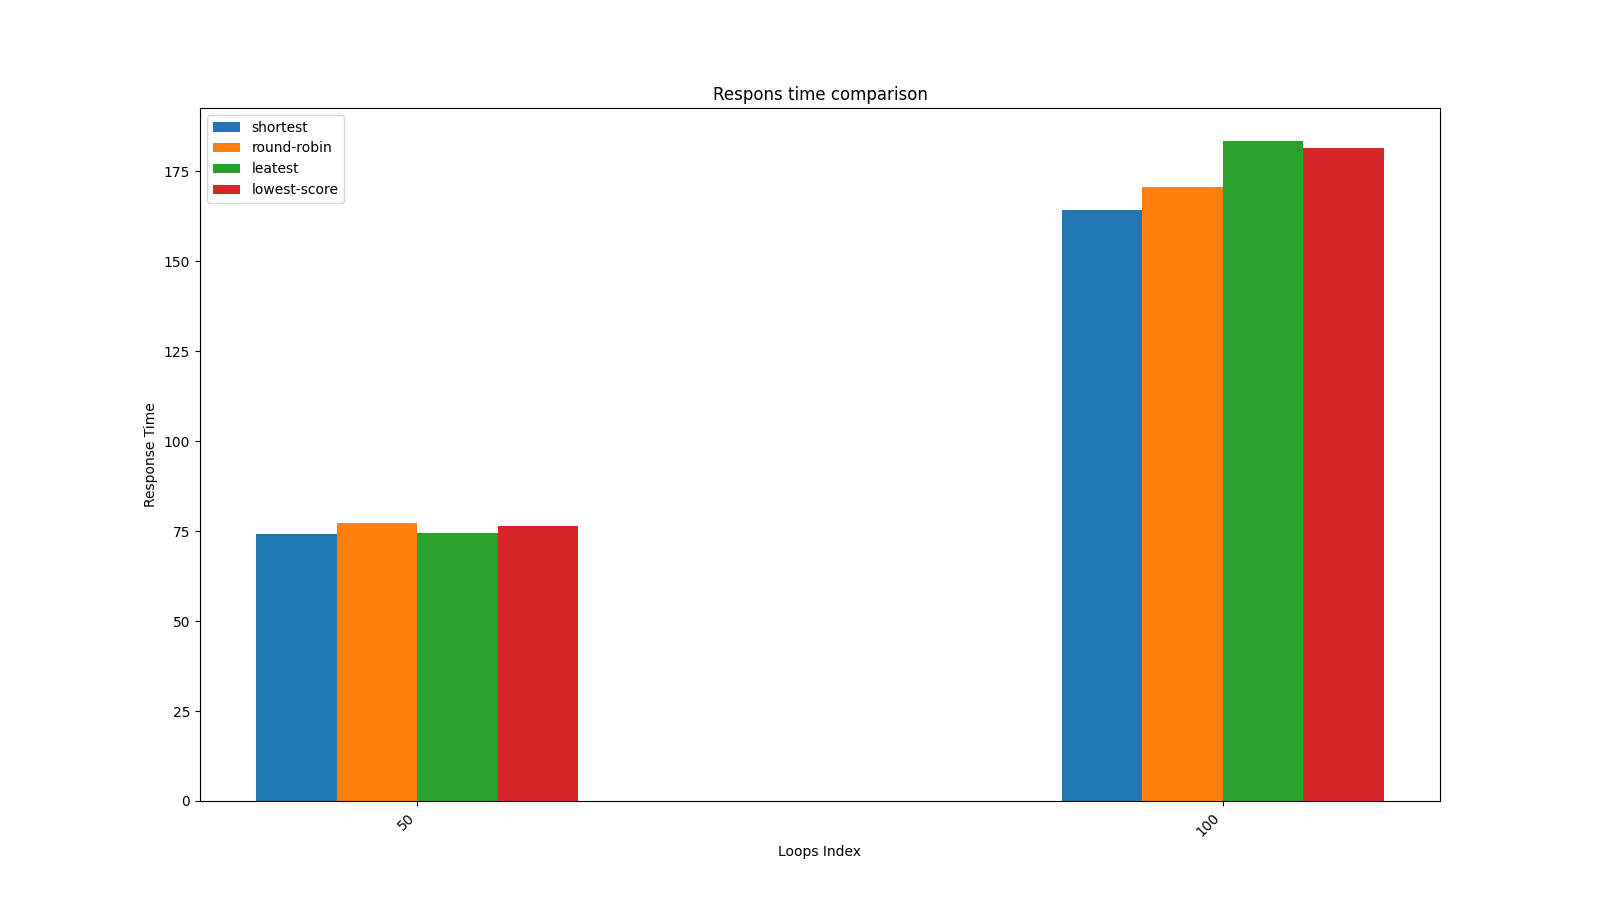 Respons time comparison
shortest
round-robin
leatest
lowest-score
175
150
125
100
75
50
25
0
Response Time
50
100
Loops Index